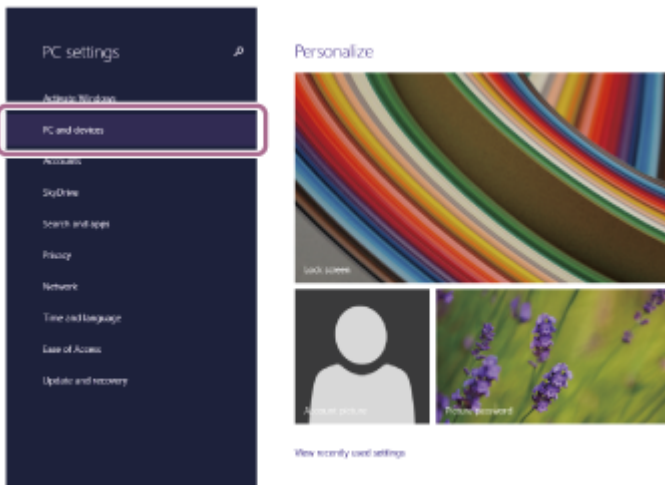 PC settings
Activate Windows
PC and devices
Accounts
SkyDrive
Search and apps
Privacy
Network
Time and language
Ease of Access
Update and recovery
Personalize
Lock screen
Account picture
Picture password
View recently used settings